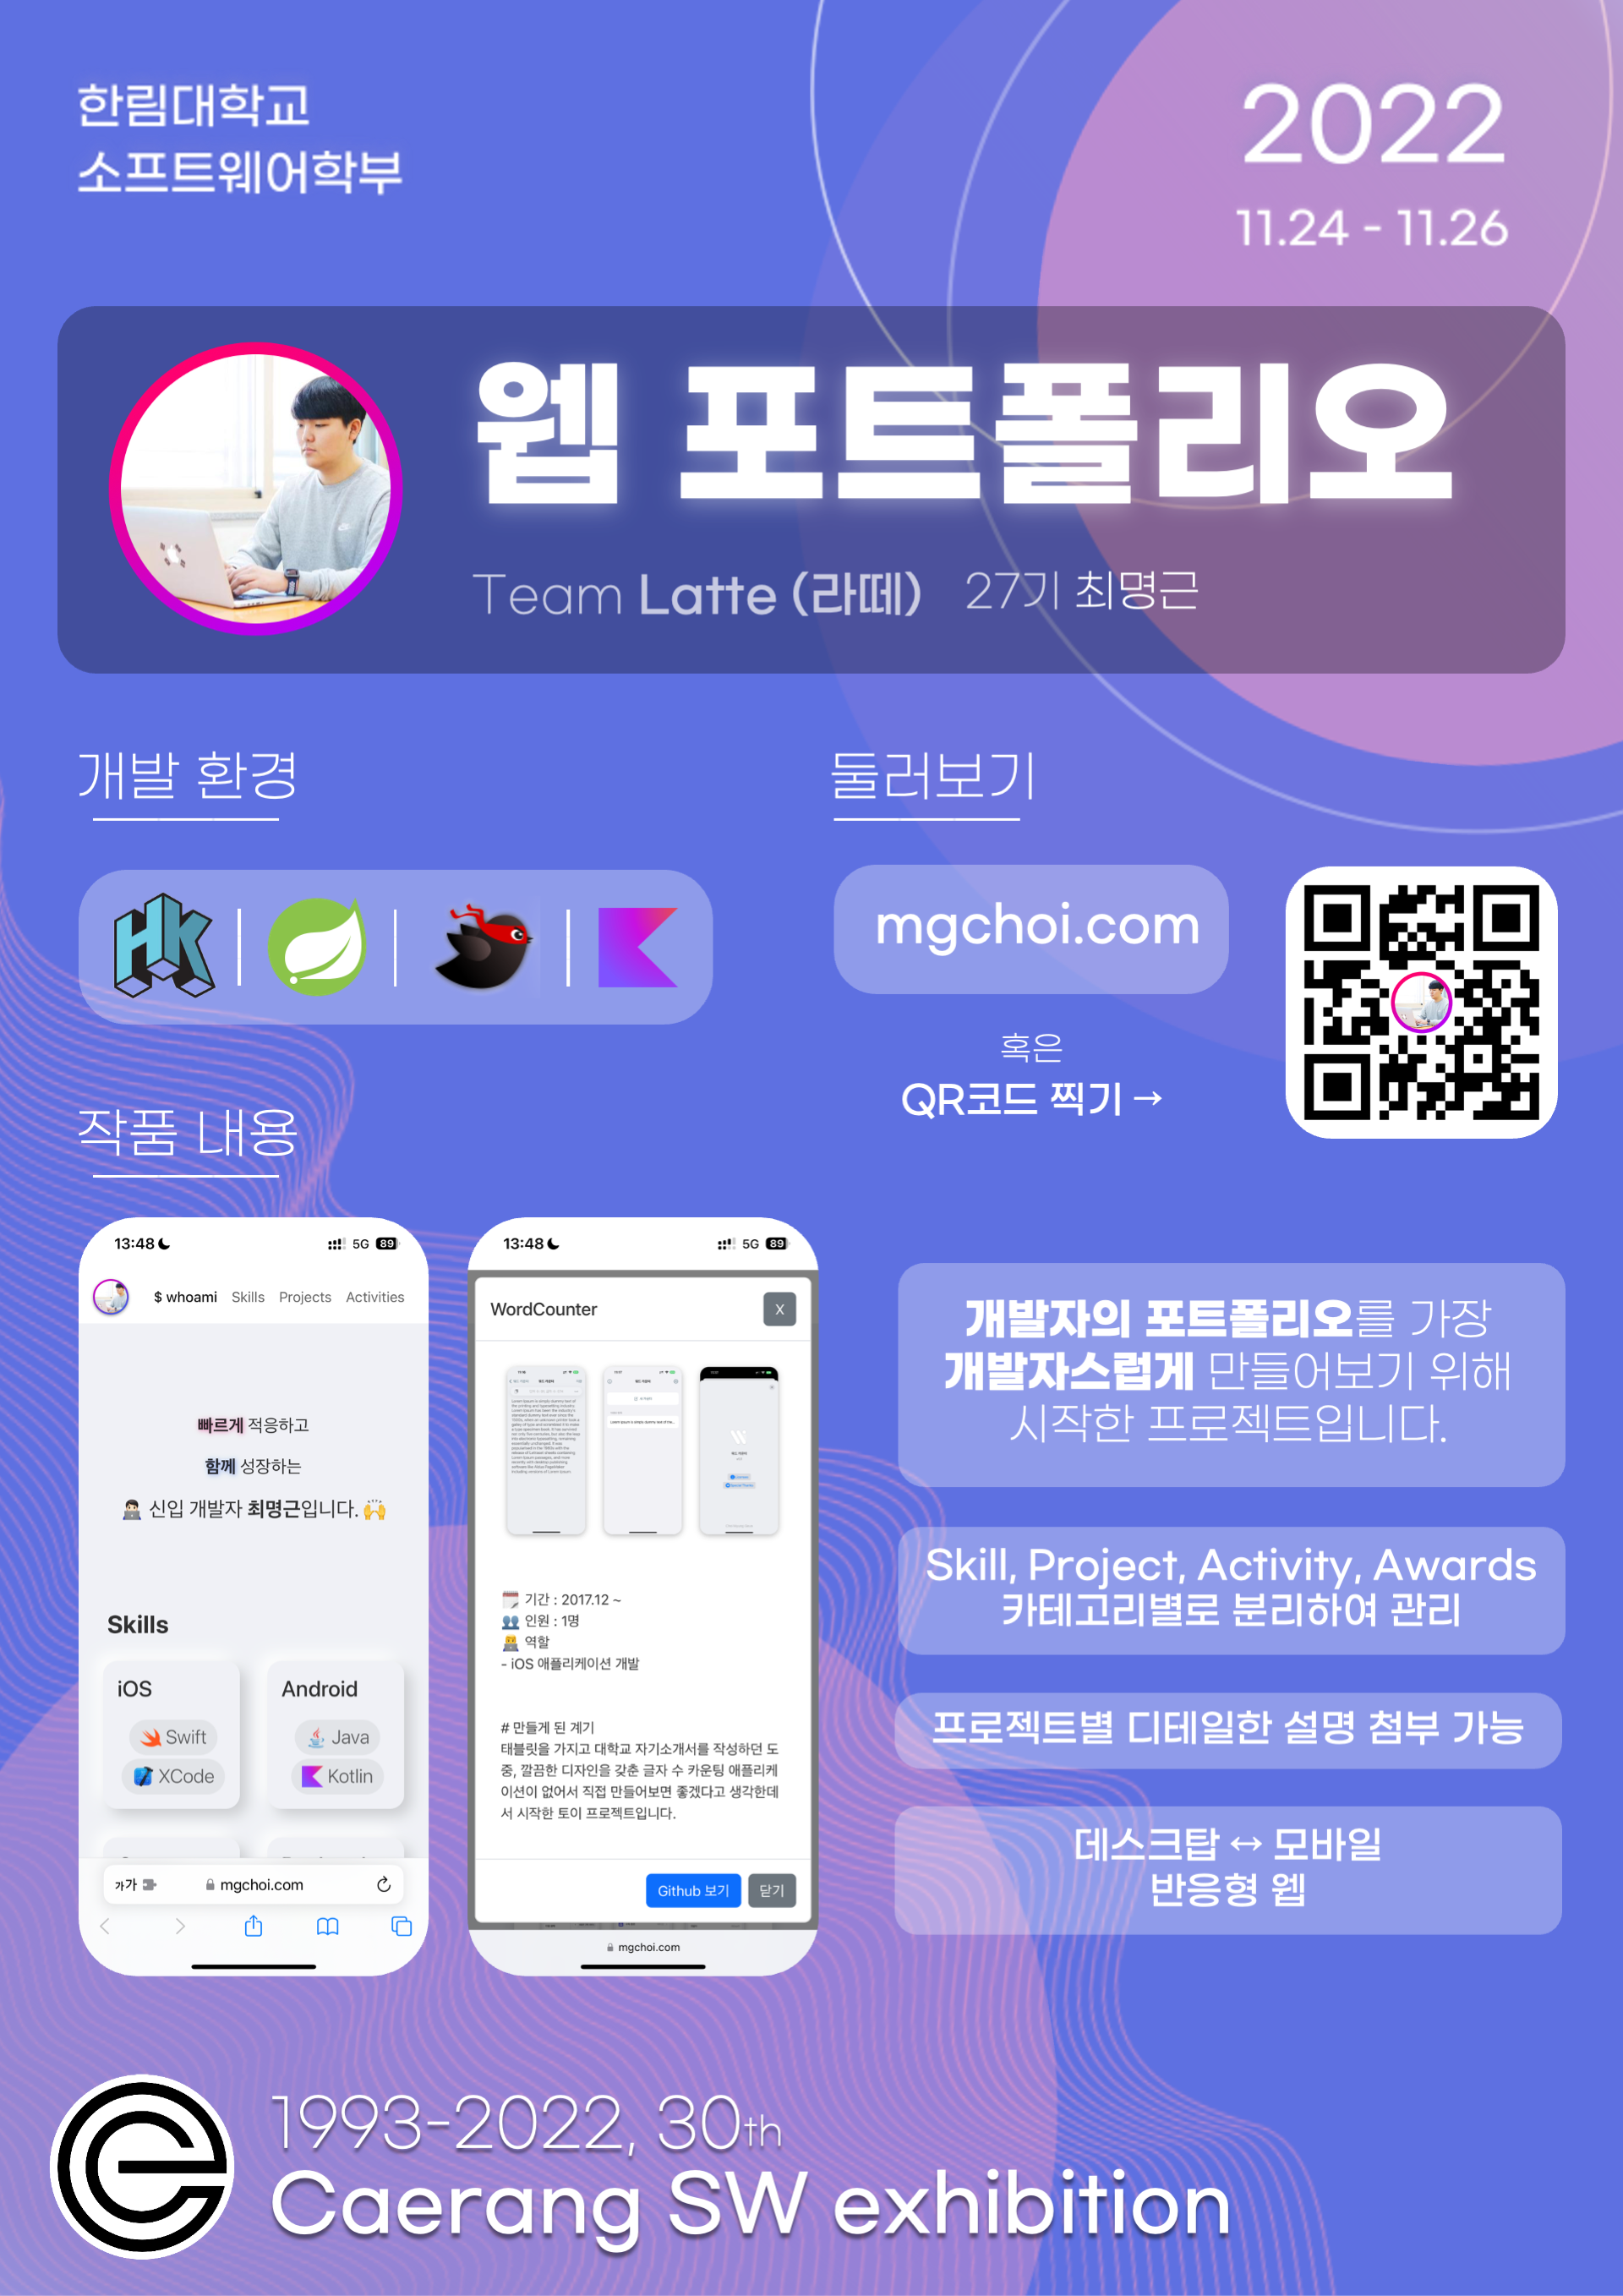 한림대학교
소프트웨어학부
2022
11.24 - 11.26
웹 포트폴리오
Team Latte (라떼) 27기 최명근
개발 환경
둘러보기
HK
mgchoi.com
혹은
QR코드 찍기 →
작품 내용
13:48
5G 89
$ whoami Skills Projects Activities
빠르게 적응하고
함께 성장하는
신입 개발자 최명근입니다.
Skills
iOS
Swift
XCode
Android
Java
Kotlin
가가 mgchoi.com
13:48
5G 89
WordCounter
X
기간 : 2017.12 ~
인원 : 1명
역할
- iOS 애플리케이션 개발
# 만들게 된 계기
태블릿을 가지고 대학교 자기소개서를 작성하던 도
중, 깔끔한 디자인을 갖춘 글자 수 카운팅 애플리케
이션이 없어서 직접 만들어보면 좋겠다고 생각한데
서 시작한 토이 프로젝트입니다.
Github 보기 닫기
mgchoi.com
개발자의 포트폴리오를 가장
개발자스럽게 만들어보기 위해
시작한 프로젝트입니다.
Skill, Project, Activity, Awards
카테고리별로 분리하여 관리
프로젝트별 디테일한 설명 첨부 가능
데스크탑 ↔ 모바일
반응형 웹
1993-2022, 30th
Caerang SW exhibition